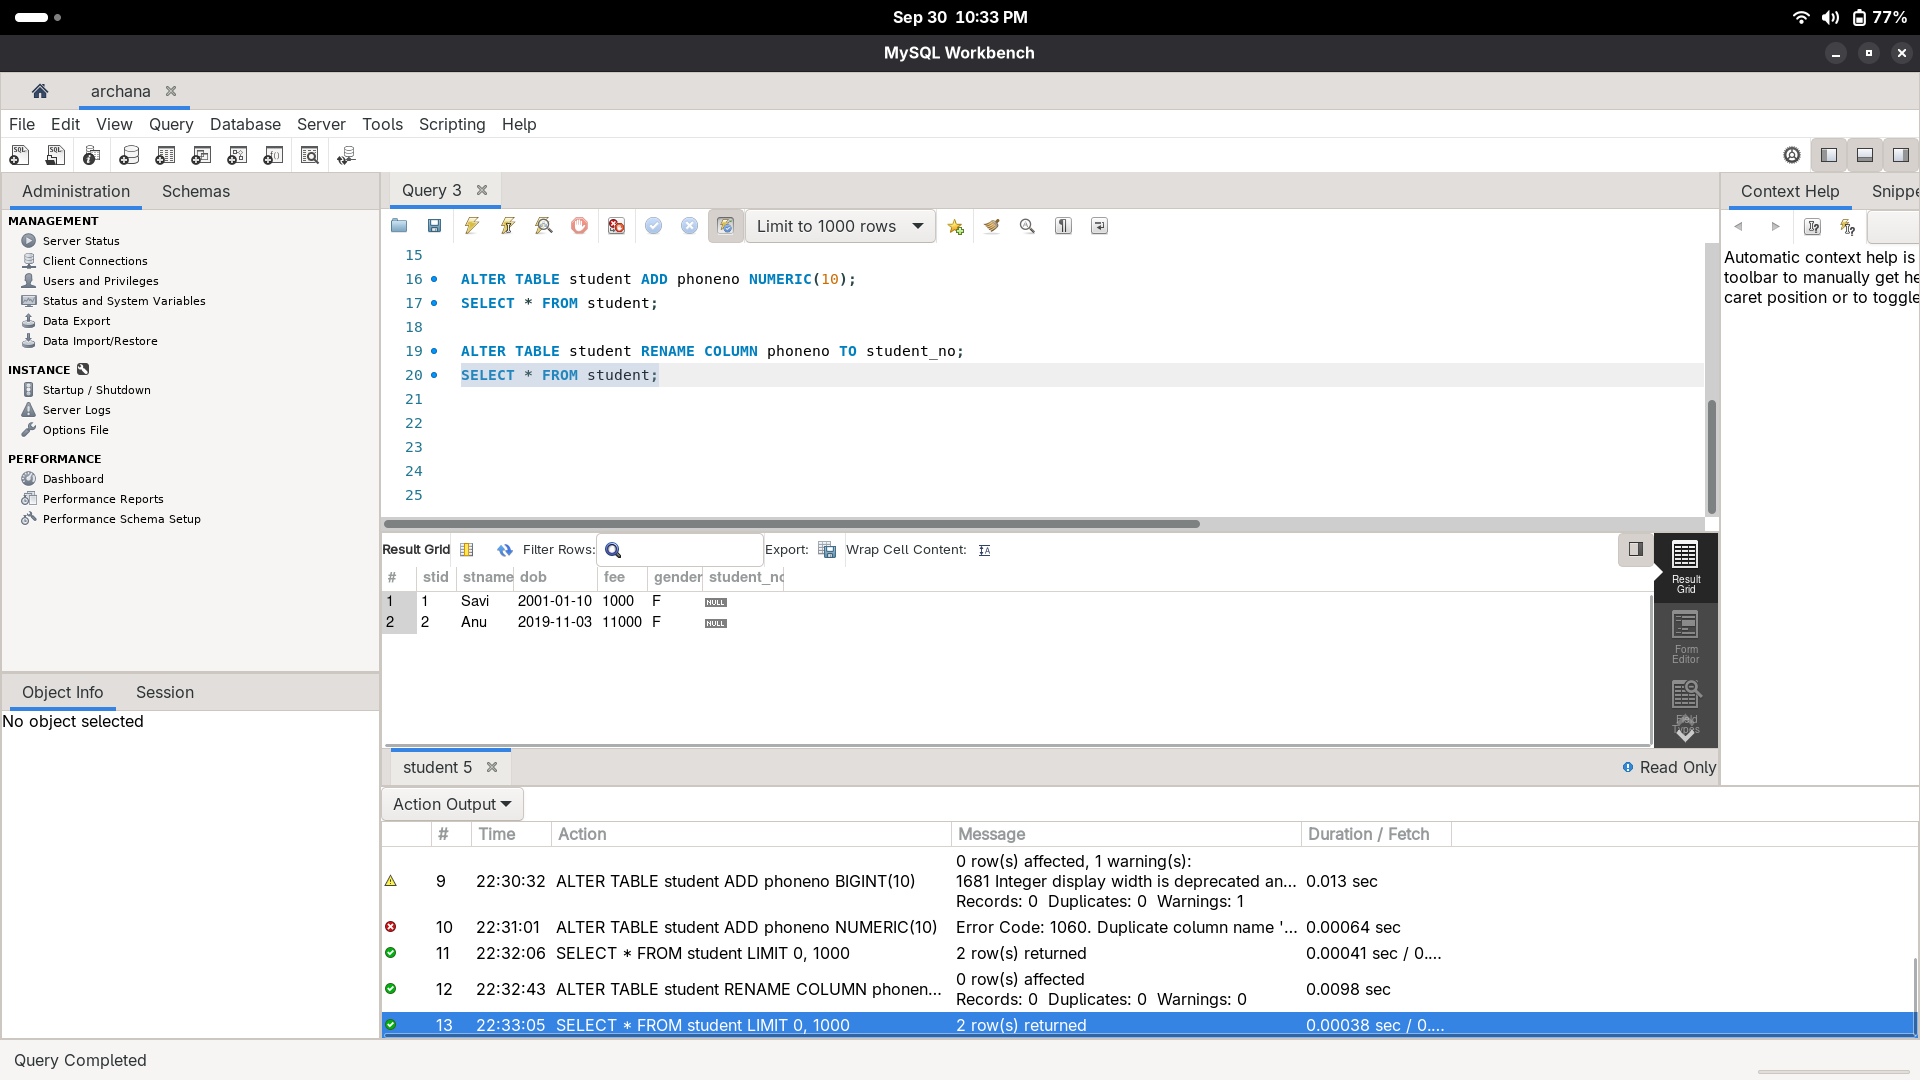 Sep 30  10:33 PM
77%
MySQL Workbench
archana
File Edit View Query Database Server Tools Scripting Help
Administration Schemas
MANAGEMENT
Server Status
Client Connections
Users and Privileges
Status and System Variables
Data Export
Data Import/Restore
INSTANCE
Startup / Shutdown
Server Logs
Options File
PERFORMANCE
Dashboard
Performance Reports
Performance Schema Setup
Object Info Session
No object selected
Query 3
Limit to 1000 rows
15
16 ALTER TABLE student ADD phoneno NUMERIC(10);
17 SELECT * FROM student;
18
19 ALTER TABLE student RENAME COLUMN phoneno TO student_no;
20 SELECT * FROM student;
21
22
23
24
25
Result Grid Filter Rows: Export: Wrap Cell Content:
# stid stname dob fee gender student_no
1 1 Savi 2001-01-10 1000 F NULL
2 2 Anu 2019-11-03 11000 F NULL
Result
Grid
Form
Editor
Field
Types
student 5
Read Only
Context Help Snippe
Automatic context help is
toolbar to manually get he
caret position or to toggle
Action Output
# Time Action Message Duration / Fetch
0 row(s) affected, 1 warning(s):
9 22:30:32 ALTER TABLE student ADD phoneno BIGINT(10) 1681 Integer display width is deprecated an... 0.013 sec
Records: 0  Duplicates: 0  Warnings: 1
10 22:31:01 ALTER TABLE student ADD phoneno NUMERIC(10) Error Code: 1060. Duplicate column name '... 0.00064 sec
11 22:32:06 SELECT * FROM student LIMIT 0, 1000 2 row(s) returned 0.00041 sec / 0....
0 row(s) affected
12 22:32:43 ALTER TABLE student RENAME COLUMN phonen... 0.0098 sec
Records: 0  Duplicates: 0  Warnings: 0
13 22:33:05 SELECT * FROM student LIMIT 0, 1000 2 row(s) returned 0.00038 sec / 0....
Query Completed